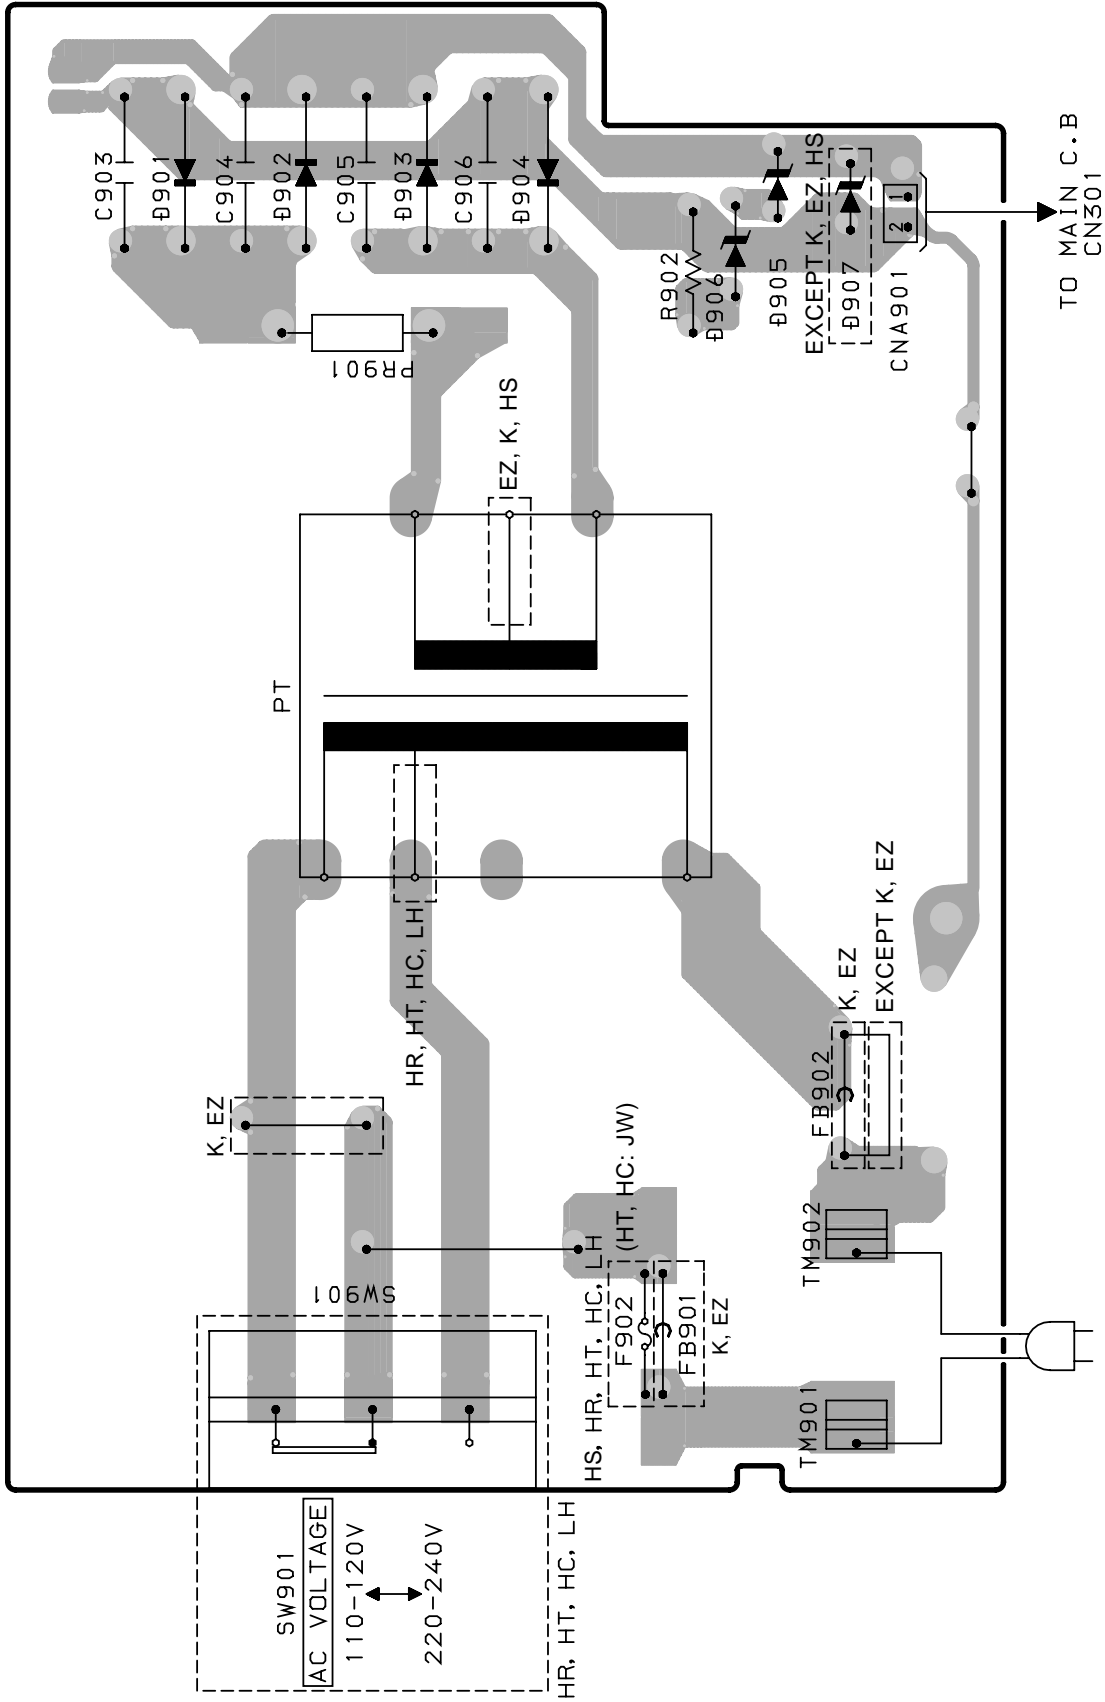 C903
D901
C904
D902
C905
D903
C906
D904
R902
D906
D905
EXCEPT K, EZ, HS
D907
1
2
CNA901
TO MAIN C.B
CN301
PR901
EZ, K, HS
PT
HR, HT, HC, LH
K, EZ
EXCEPT K, EZ
FB902
K, EZ
SW901
(HT, HC: JW)
HS, HR, HT, HC, LH
F902
FB901
K, EZ
TM902
TM901
SW901
AC VOLTAGE
110-120V
220-240V
HR, HT, HC, LH